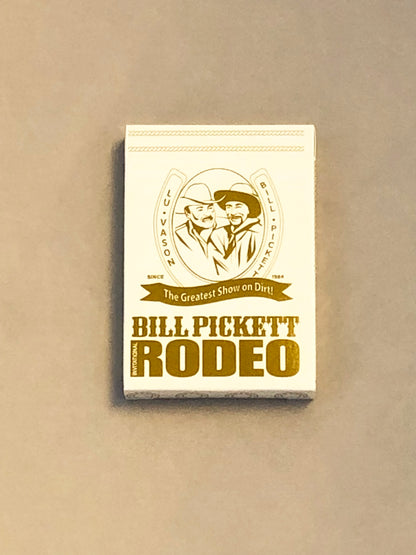 LU • VASON
BILL • PICKETT
SINCE 1984
The Greatest Show on Dirt!
BILL PICKETT
INVITATIONAL
RODEO